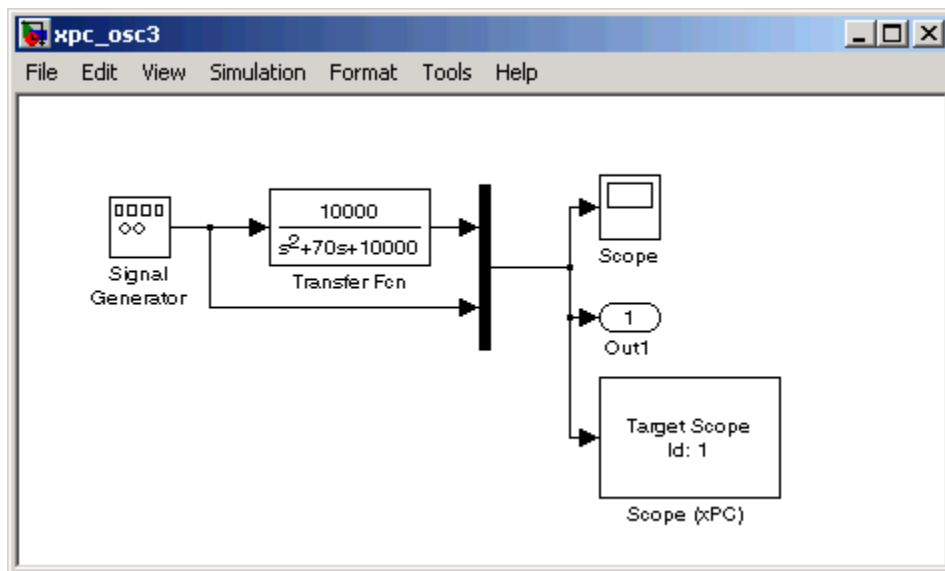 xpc_osc3
File Edit View Simulation Format Tools Help
Signal
Generator
10000
s²+70s+10000
Transfer Fcn
Scope
1
Out1
Target Scope
Id: 1
Scope (xPC)